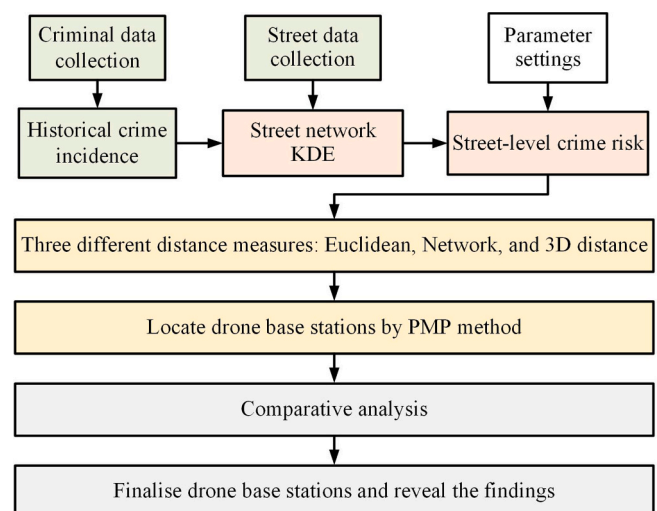 Criminal data
collection
Street data
collection
Parameter
settings
Historical crime
incidence
Street network
KDE
Street-level crime risk
Three different distance measures: Euclidean, Network, and 3D distance
Locate drone base stations by PMP method
Comparative analysis
Finalise drone base stations and reveal the findings